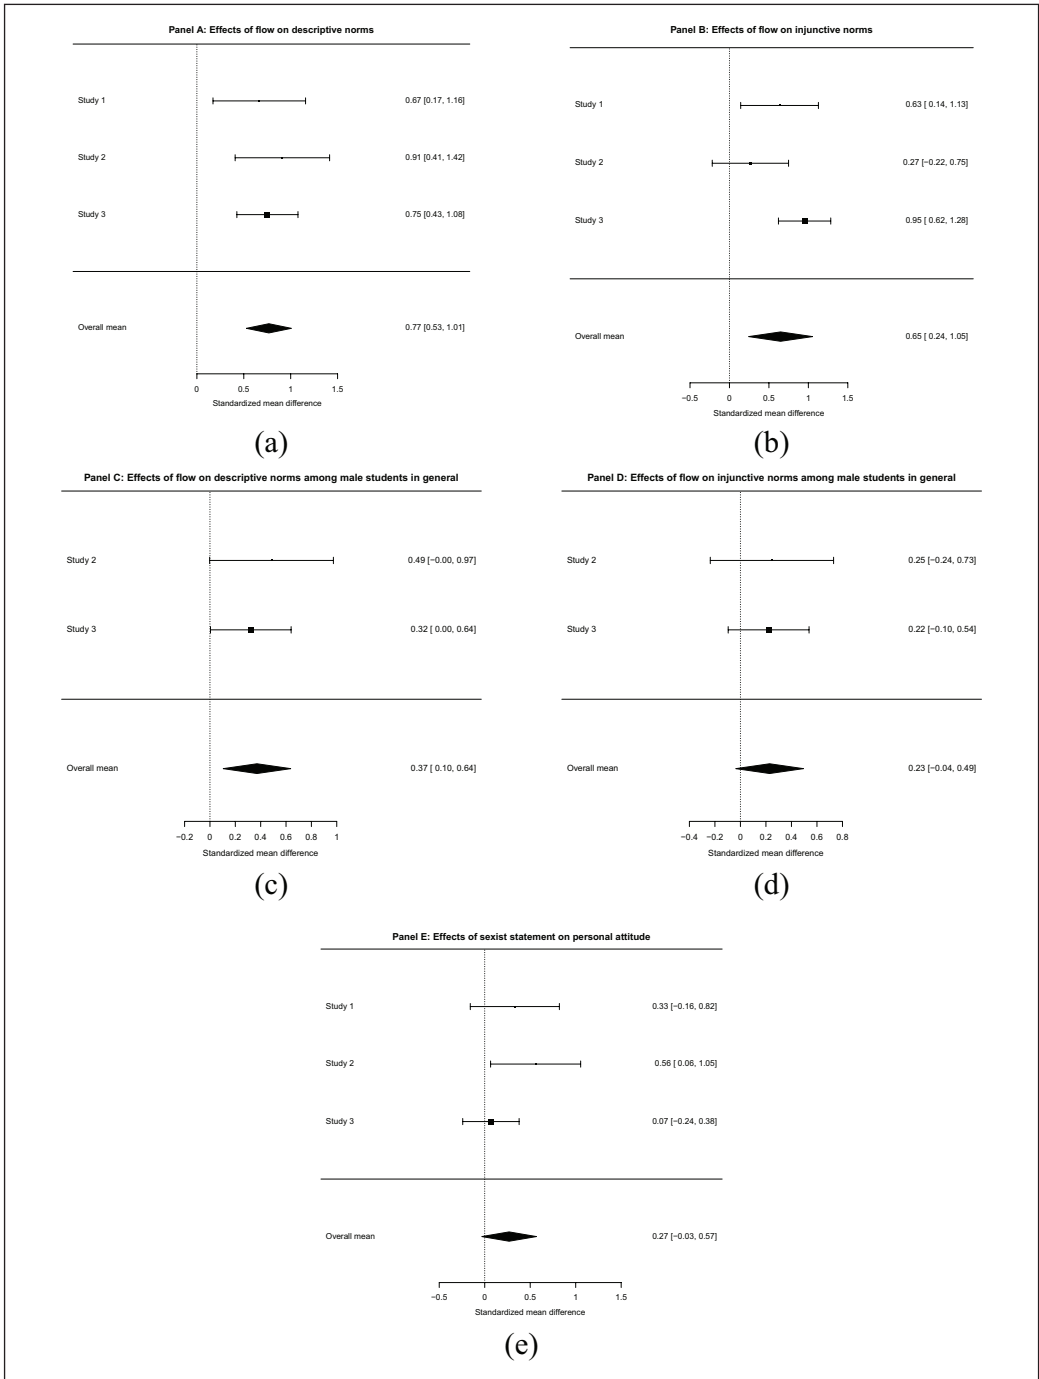 Panel A: Effects of flow on descriptive norms
Study 1 0.67 [0.17, 1.16]
Study 2 0.91 [0.41, 1.42]
Study 3 0.75 [0.43, 1.08]
Overall mean 0.77 [0.53, 1.01]
0 0.5 1 1.5
Standardized mean difference
(a)
Panel B: Effects of flow on injunctive norms
Study 1 0.63 [ 0.14, 1.13]
Study 2 0.27 [−0.22, 0.75]
Study 3 0.95 [ 0.62, 1.28]
Overall mean 0.65 [ 0.24, 1.05]
−0.5 0 0.5 1 1.5
Standardized mean difference
(b)
Panel C: Effects of flow on descriptive norms among male students in general
Study 2 0.49 [−0.00, 0.97]
Study 3 0.32 [ 0.00, 0.64]
Overall mean 0.37 [ 0.10, 0.64]
−0.2 0 0.2 0.4 0.6 0.8 1
Standardized mean difference
(c)
Panel D: Effects of flow on injunctive norms among male students in general
Study 2 0.25 [−0.24, 0.73]
Study 3 0.22 [−0.10, 0.54]
Overall mean 0.23 [−0.04, 0.49]
−0.4 −0.2 0 0.2 0.4 0.6 0.8
Standardized mean difference
(d)
Panel E: Effects of sexist statement on personal attitude
Study 1 0.33 [−0.16, 0.82]
Study 2 0.56 [ 0.06, 1.05]
Study 3 0.07 [−0.24, 0.38]
Overall mean 0.27 [−0.03, 0.57]
−0.5 0 0.5 1 1.5
Standardized mean difference
(e)